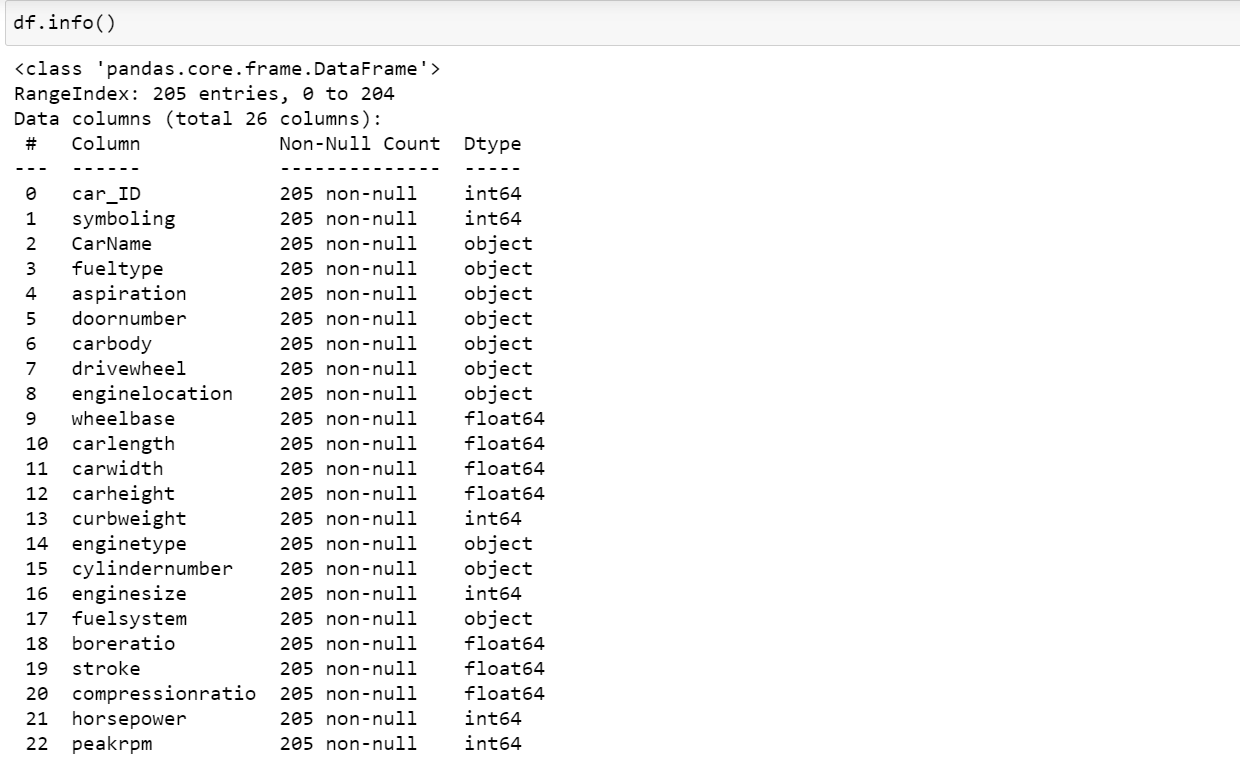 df.info()
<class 'pandas.core.frame.DataFrame'>
RangeIndex: 205 entries, 0 to 204
Data columns (total 26 columns):
 #   Column            Non-Null Count  Dtype
---  ------            --------------  -----
 0   car_ID            205 non-null    int64
 1   symboling         205 non-null    int64
 2   CarName           205 non-null    object
 3   fueltype          205 non-null    object
 4   aspiration        205 non-null    object
 5   doornumber        205 non-null    object
 6   carbody           205 non-null    object
 7   drivewheel        205 non-null    object
 8   enginelocation    205 non-null    object
 9   wheelbase         205 non-null    float64
 10  carlength         205 non-null    float64
 11  carwidth          205 non-null    float64
 12  carheight         205 non-null    float64
 13  curbweight        205 non-null    int64
 14  enginetype        205 non-null    object
 15  cylindernumber    205 non-null    object
 16  enginesize        205 non-null    int64
 17  fuelsystem        205 non-null    object
 18  boreratio         205 non-null    float64
 19  stroke            205 non-null    float64
 20  compressionratio  205 non-null    float64
 21  horsepower        205 non-null    int64
 22  peakrpm           205 non-null    int64